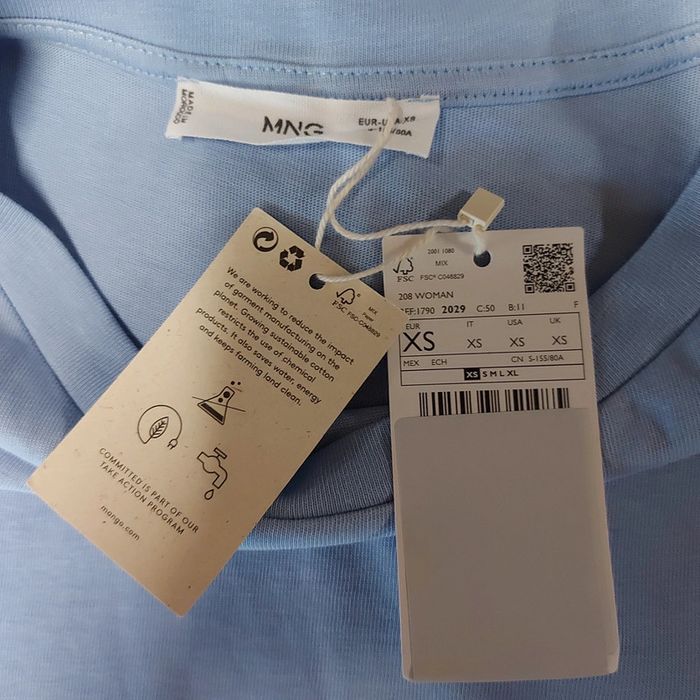 MADE IN
MOROCCO
MNG
EUR-USA XS
We are working to reduce the impact
of garment manufacturing on the
planet. Growing sustainable cotton
restricts the use of chemical
products. It also saves water, energy
and keeps farming land clean.
FSC
MIX
Paper
FSC® C048829
COMMITTED IS PART OF OUR
TAKE ACTION PROGRAM
mango.com
FSC
2001 1080
MIX
FSC® C048829
208 WOMAN
REF:1790 2029 C:50 B:11 F
EUR IT USA UK
XS XS XS XS
MEX ECH CN S-155/80A
XS S M L XL